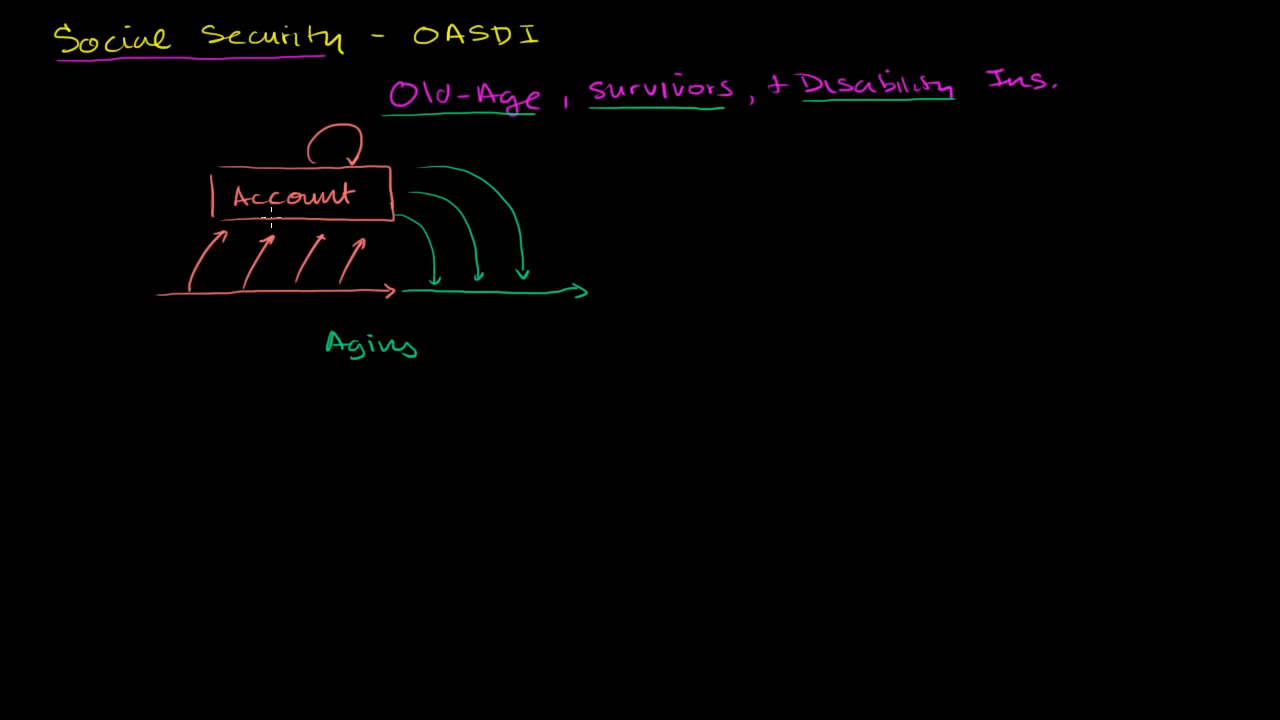 Social Security - OASDI
Old-Age, survivors, + Disability Ins.
Account
Aging